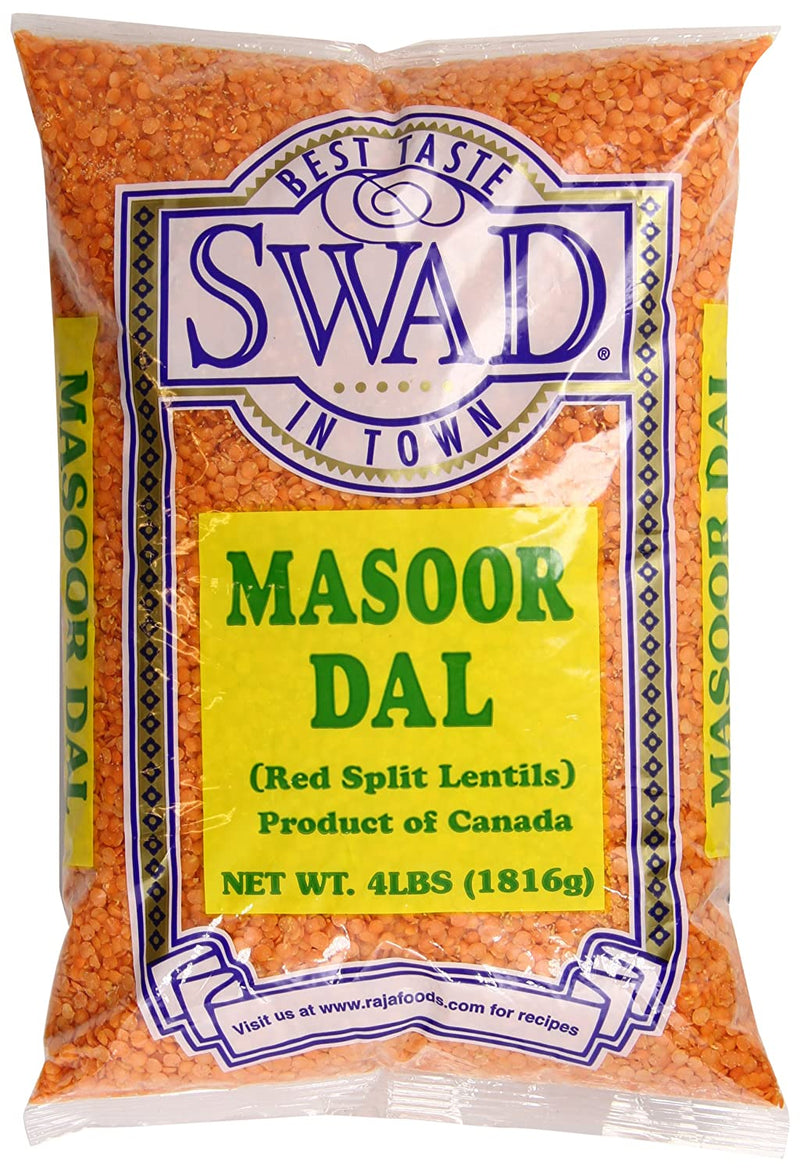 BEST TASTE
SWAD®
IN TOWN
MASOOR DAL
MASOOR
DAL
(Red Split Lentils)
Product of Canada
NET WT. 4LBS (1816g)
MASOOR DAL
Visit us at www.rajafoods.com for recipes